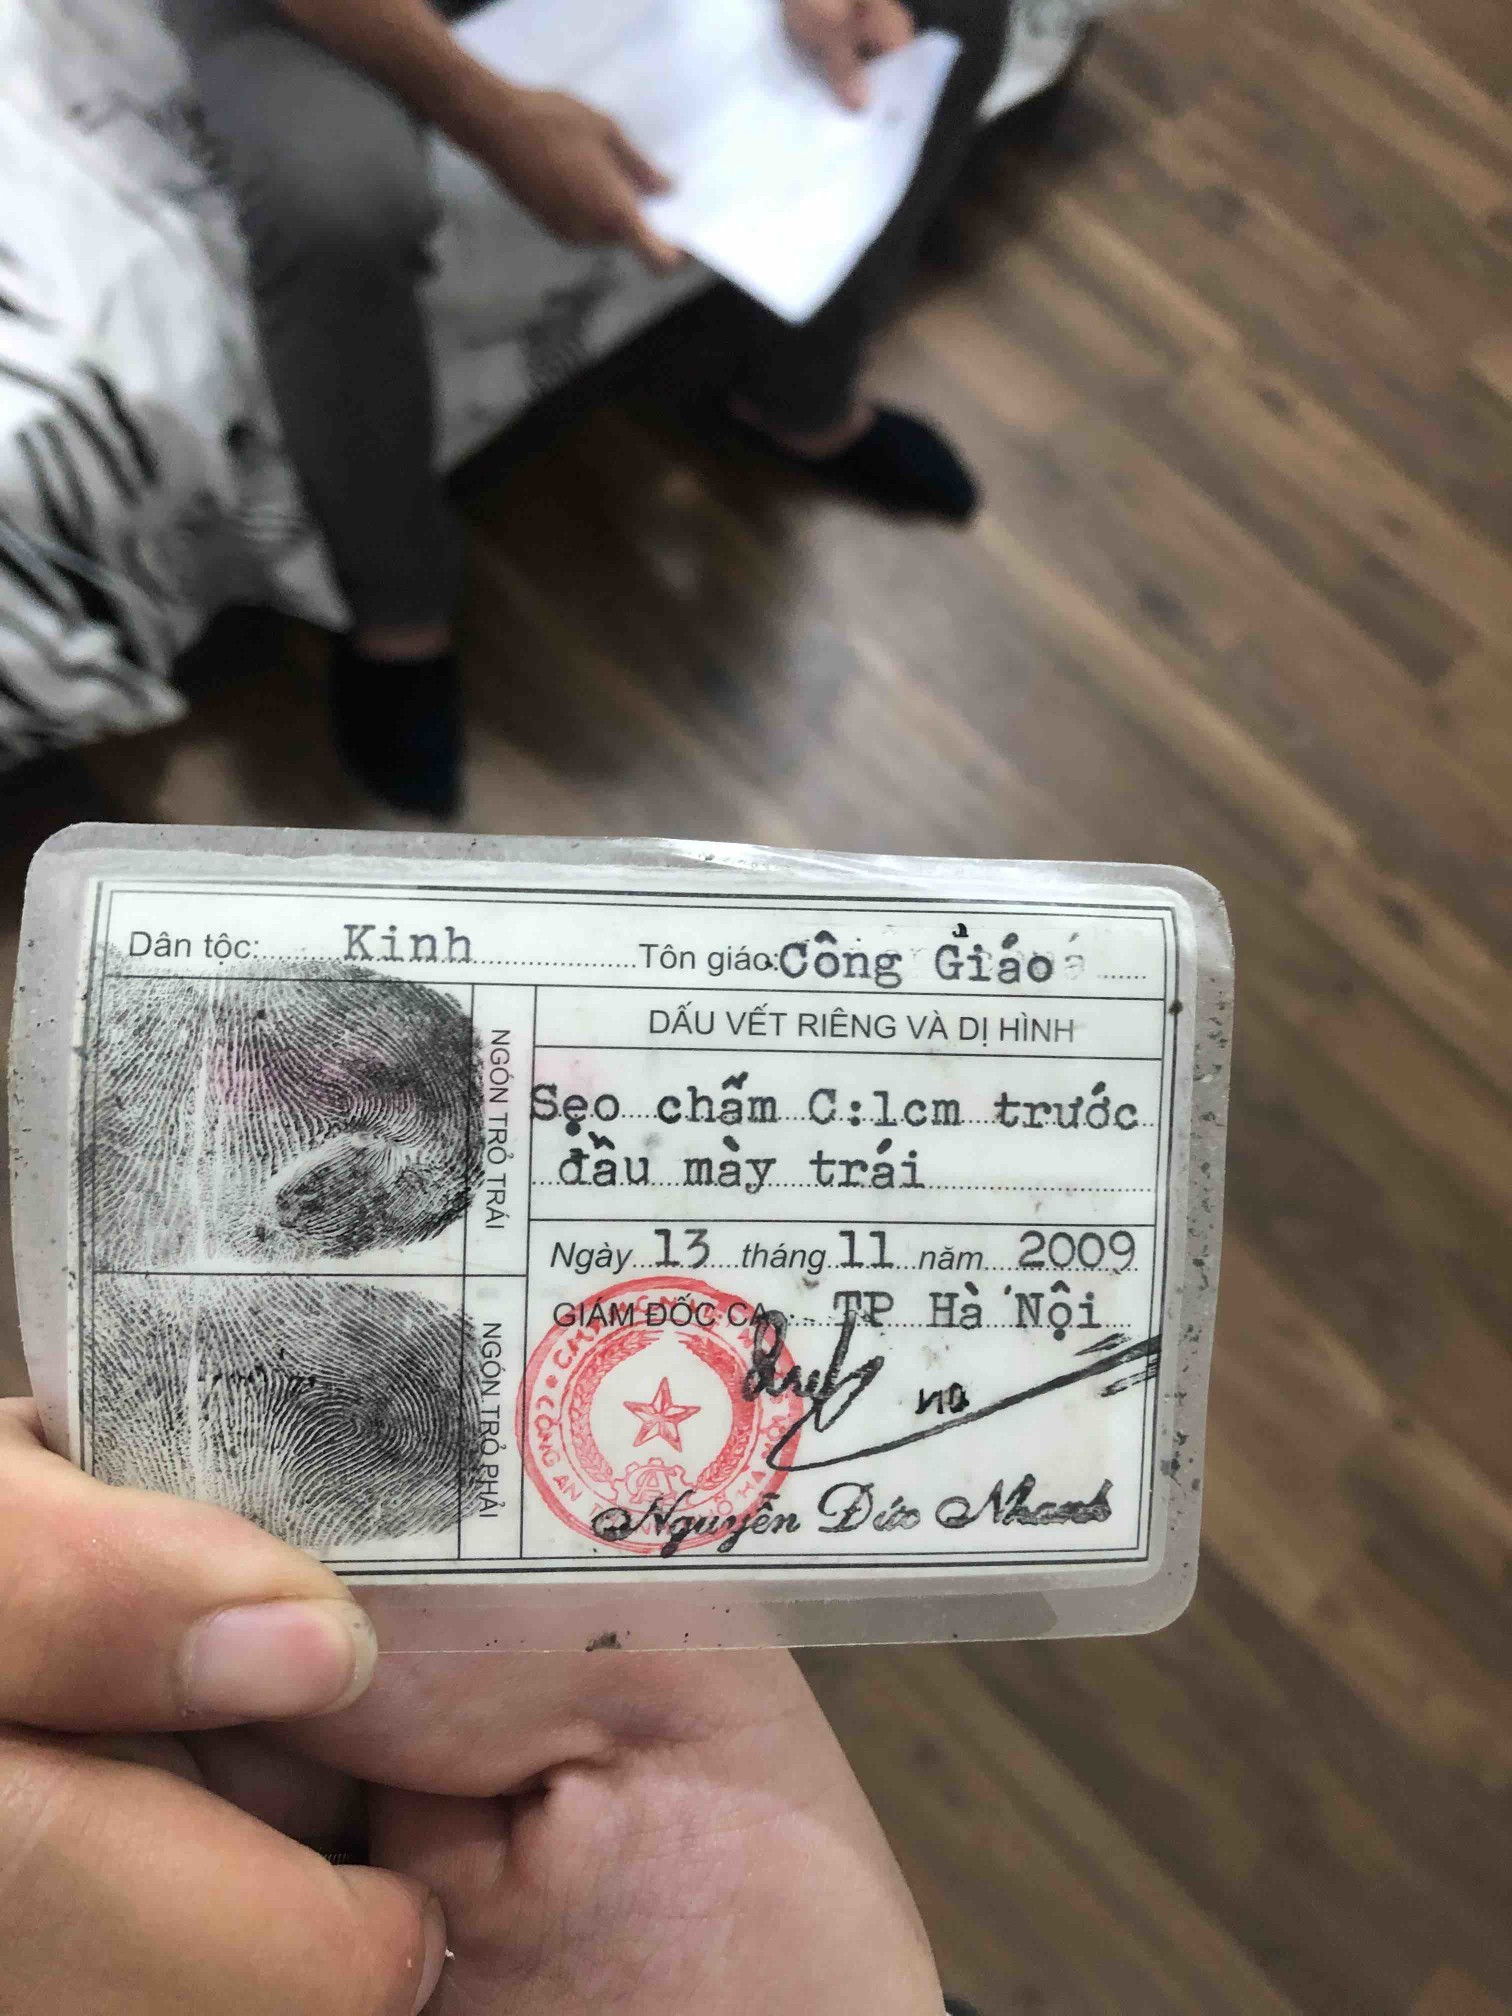 Dân tộc: Kinh Tôn giáo: Công Giáo
DẤU VẾT RIÊNG VÀ DỊ HÌNH
NGÓN TRỎ TRÁI
Sẹo chấm C:1cm trước
đầu mày trái
Ngày 13 tháng 11 năm 2009
GIÁM ĐỐC CA TP Hà Nội
NGÓN TRỎ PHẢI
CÔNG AN
Nguyễn Đức Nhanh